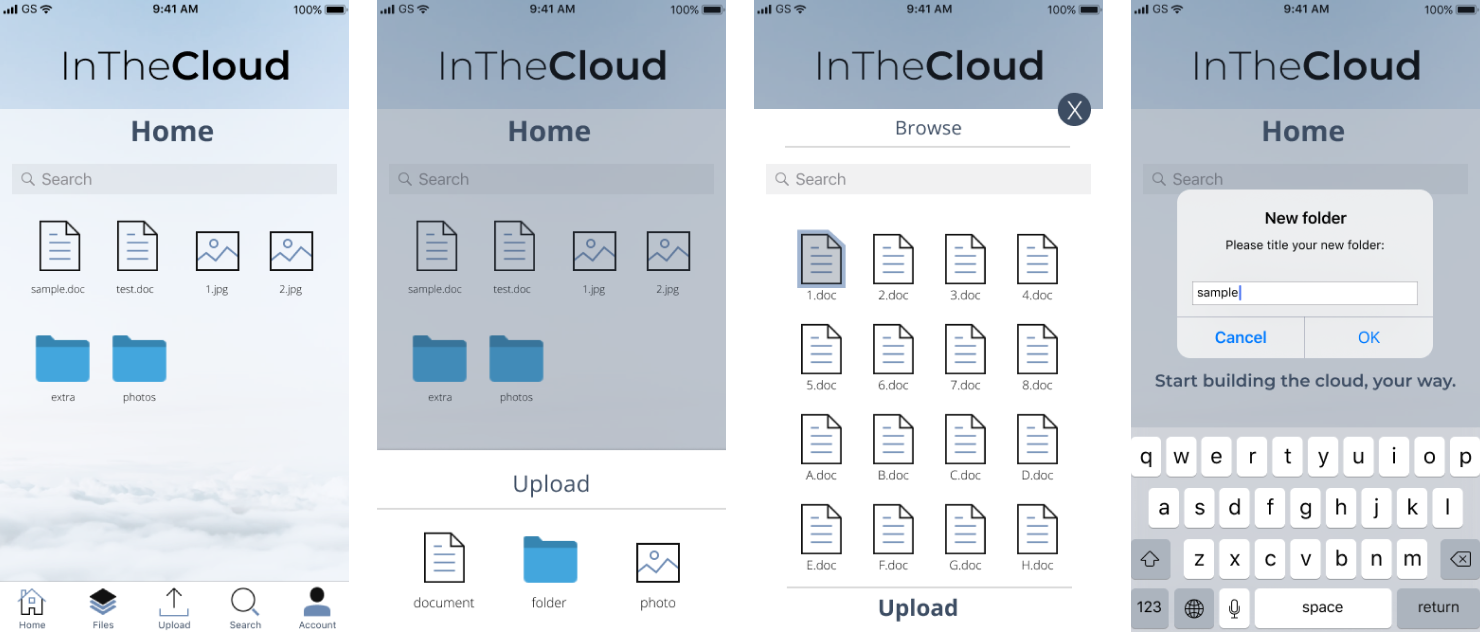 GS 9:41 AM 100%
InTheCloud
Home
Search
sample.doc test.doc 1.jpg 2.jpg
extra photos
Home Files Upload Search Account
GS 9:41 AM 100%
InTheCloud
Home
Search
sample.doc test.doc 1.jpg 2.jpg
extra photos
Upload
document folder photo
GS 9:41 AM 100%
InTheCloud
X
Browse
Search
1.doc 2.doc 3.doc 4.doc
5.doc 6.doc 7.doc 8.doc
A.doc B.doc C.doc D.doc
E.doc F.doc G.doc H.doc
Upload
GS 9:41 AM 100%
InTheCloud
Home
Search
New folder
Please title your new folder:
sample
Cancel OK
Start building the cloud, your way.
q w e r t y u i o p
a s d f g h j k l
z x c v b n m
123 space return